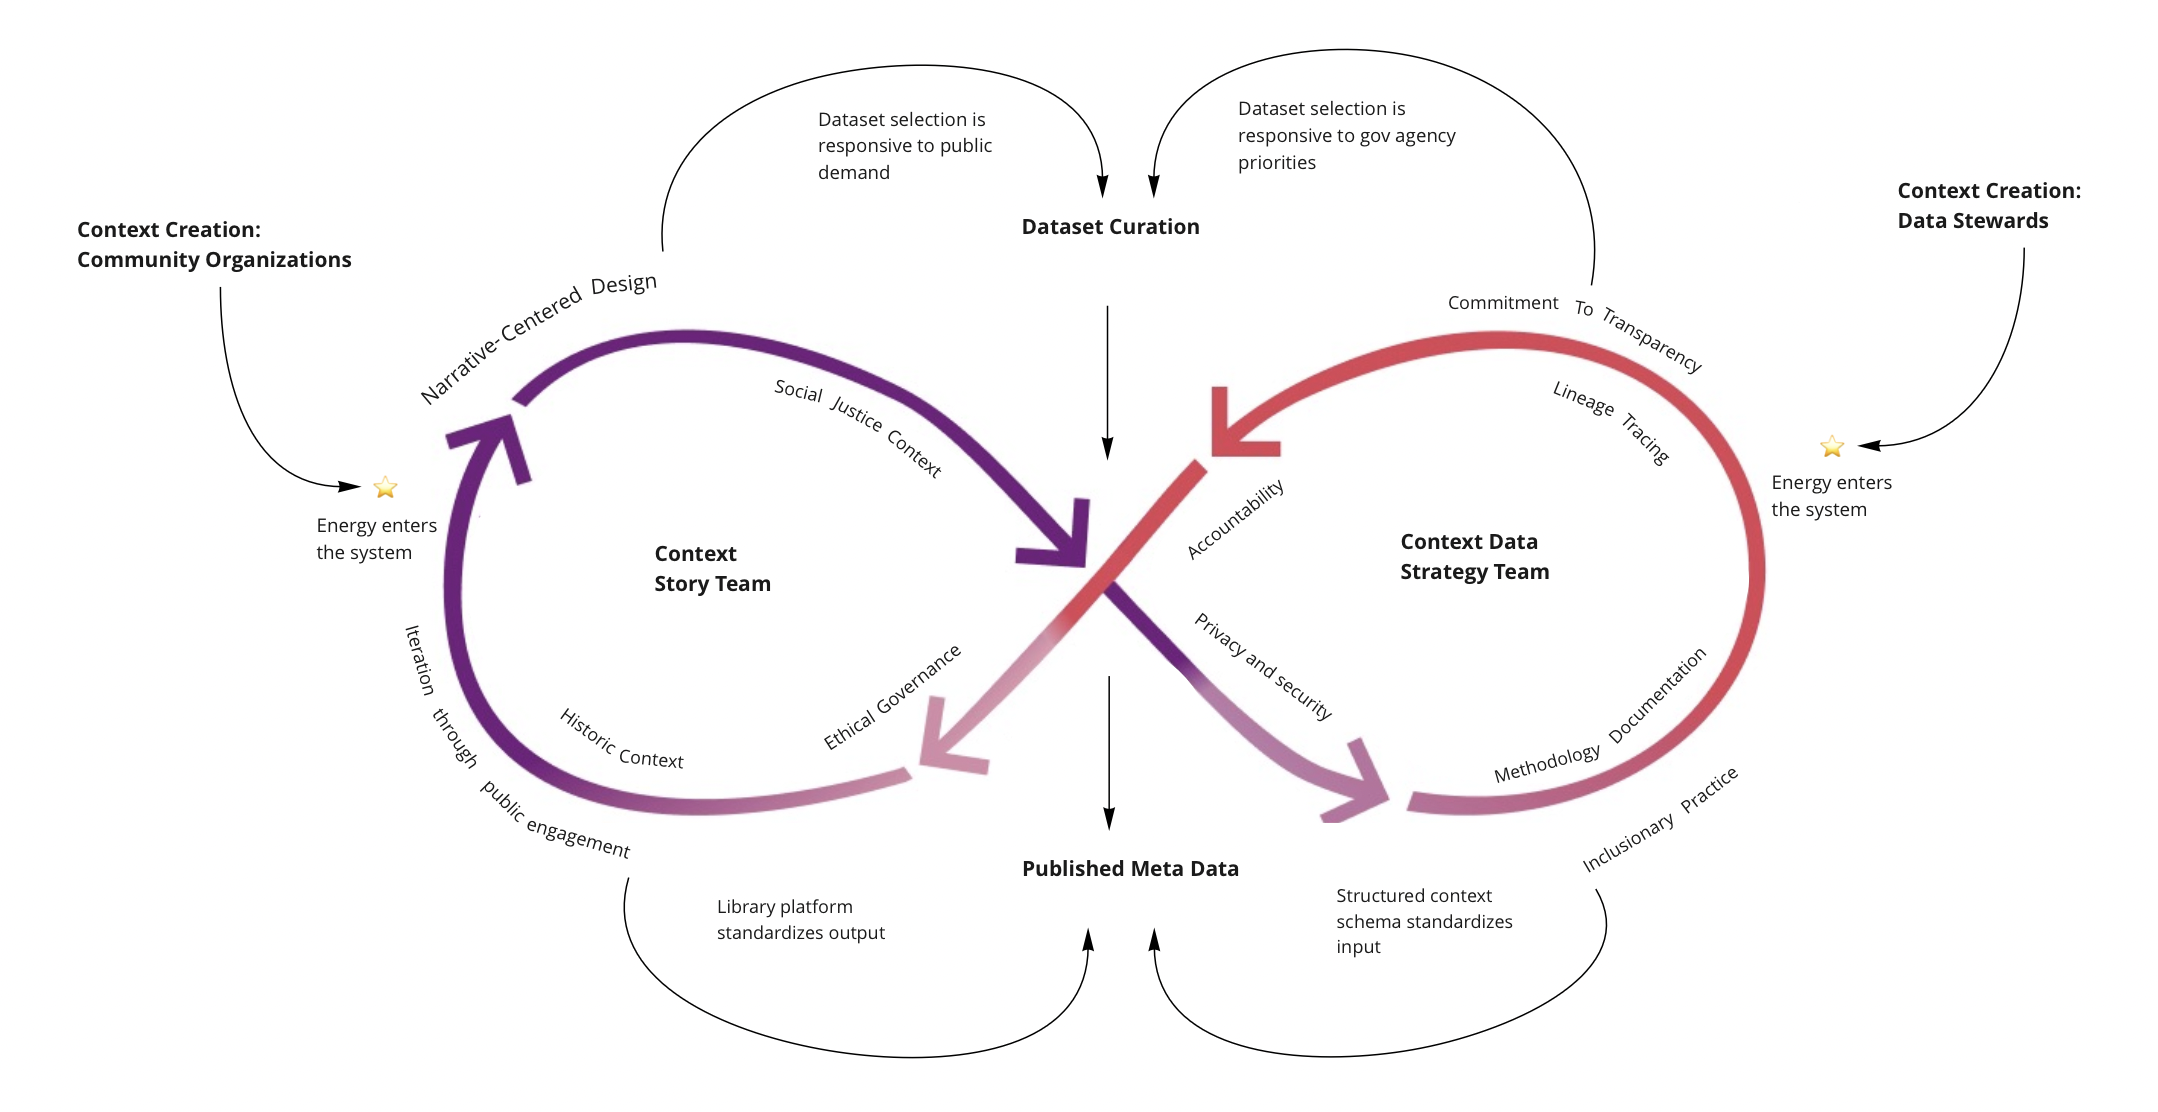 Dataset selection is
responsive to public
demand
Dataset selection is
responsive to gov agency
priorities
Context Creation:
Community Organizations
Dataset Curation
Context Creation:
Data Stewards
Narrative-Centered Design
Commitment To Transparency
Social Justice Context
Lineage Tracing
Energy enters
the system
Energy enters
the system
Accountability
Context
Story Team
Context Data
Strategy Team
Iteration through public engagement
Historic Context
Ethical Governance
Privacy and security
Methodology Documentation
Inclusionary Practice
Published Meta Data
Library platform
standardizes output
Structured context
schema standardizes
input